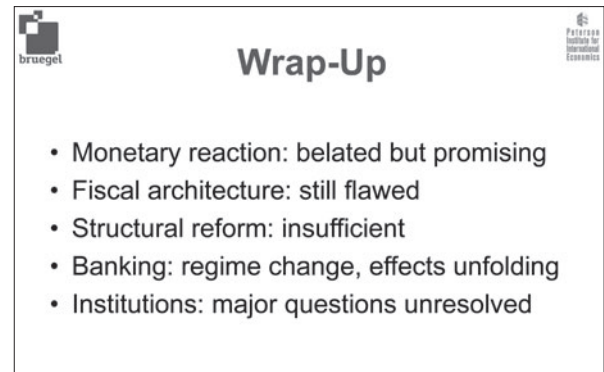 bruegel
Peterson
Institute for
International
Economics
Wrap-Up
• Monetary reaction: belated but promising
• Fiscal architecture: still flawed
• Structural reform: insufficient
• Banking: regime change, effects unfolding
• Institutions: major questions unresolved